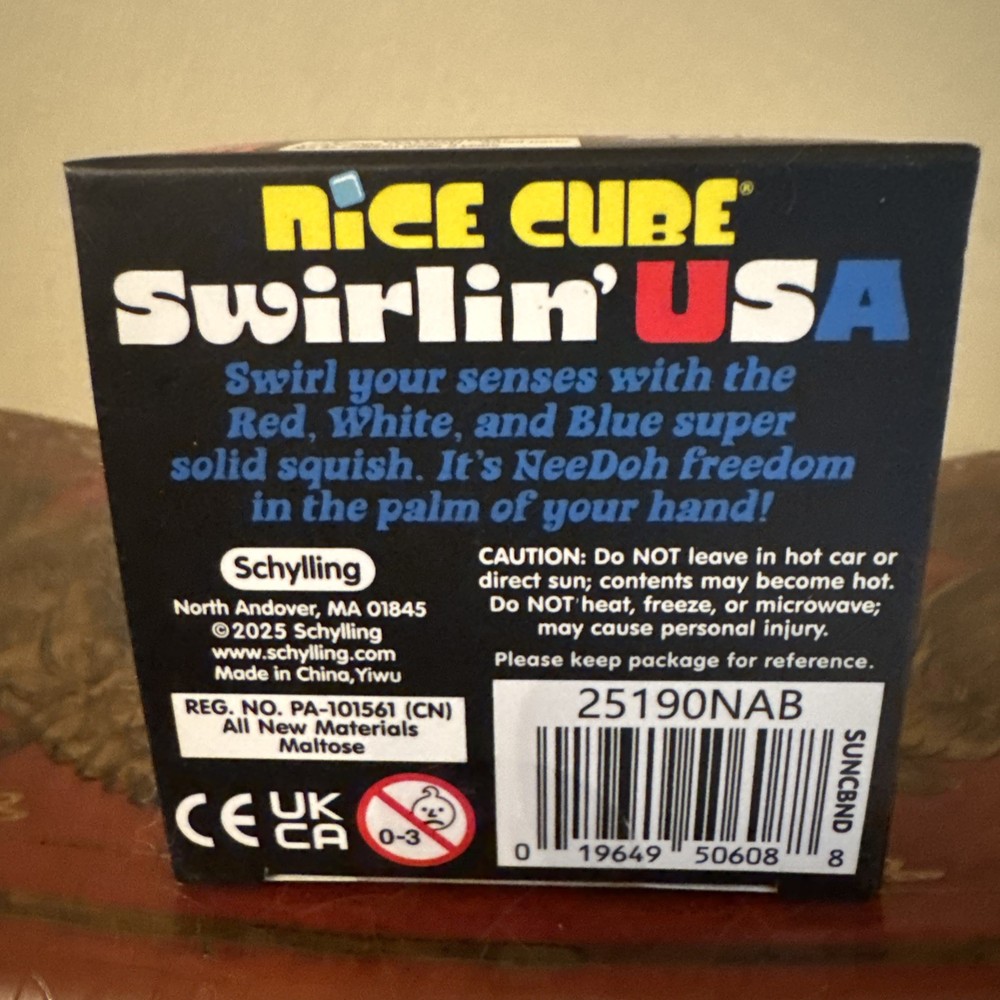 NiCE CUBE®
Swirlin' USA
Swirl your senses with the
Red, White, and Blue super
solid squish. It's NeeDoh freedom
in the palm of your hand!
Schylling
North Andover, MA 01845
©2025 Schylling
www.schylling.com
Made in China,Yiwu
REG. NO. PA-101561 (CN)
All New Materials
Maltose
CE UK
CA
0-3
CAUTION: Do NOT leave in hot car or
direct sun; contents may become hot.
Do NOT heat, freeze, or microwave;
may cause personal injury.
Please keep package for reference.
25190NAB
SUNCBND
0 19649 50608 8